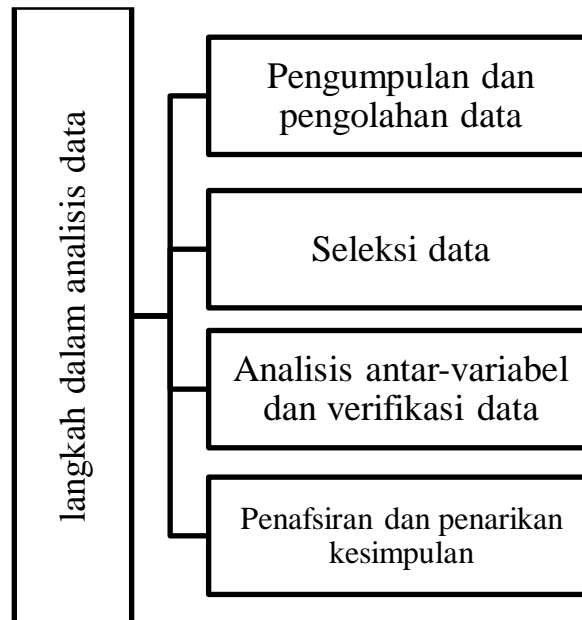 langkah dalam analisis data
Pengumpulan dan
pengolahan data
Seleksi data
Analisis antar-variabel
dan verifikasi data
Penafsiran dan penarikan
kesimpulan